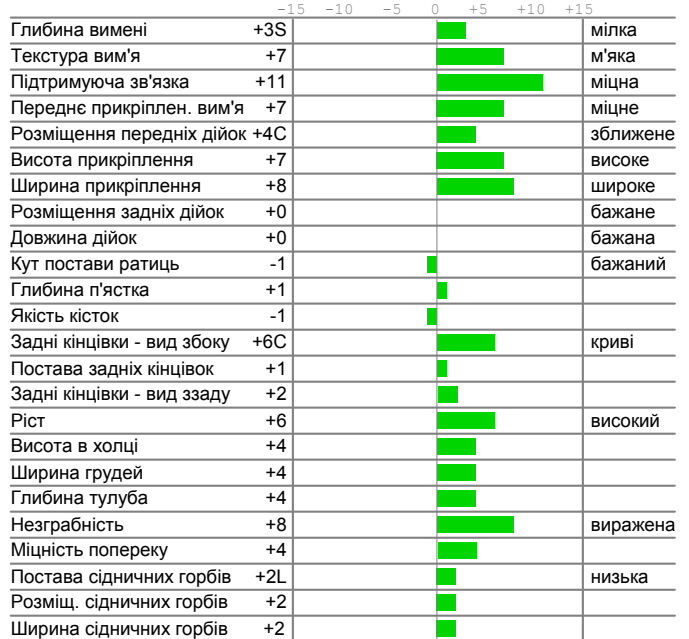 -15 -10 -5 0 +5 +10 +15
Глибина вимені +3S мілка
Текстура вим'я +7 м'яка
Підтримуюча зв'язка +11 міцна
Переднє прикріплен. вим'я +7 міцне
Розміщення передніх дійок +4C зближене
Висота прикріплення +7 високе
Ширина прикріплення +8 широке
Розміщення задніх дійок +0 бажане
Довжина дійок +0 бажана
Кут постави ратиць -1 бажаний
Глибина п'ястка +1
Якість кісток -1
Задні кінцівки - вид збоку +6C криві
Постава задніх кінцівок +1
Задні кінцівки - вид ззаду +2
Ріст +6 високий
Висота в холці +4
Ширина грудей +4
Глибина тулуба +4
Незграбність +8 виражена
Міцність попереку +4
Постава сідничних горбів +2L низька
Розміщ. сідничних горбів +2
Ширина сідничних горбів +2